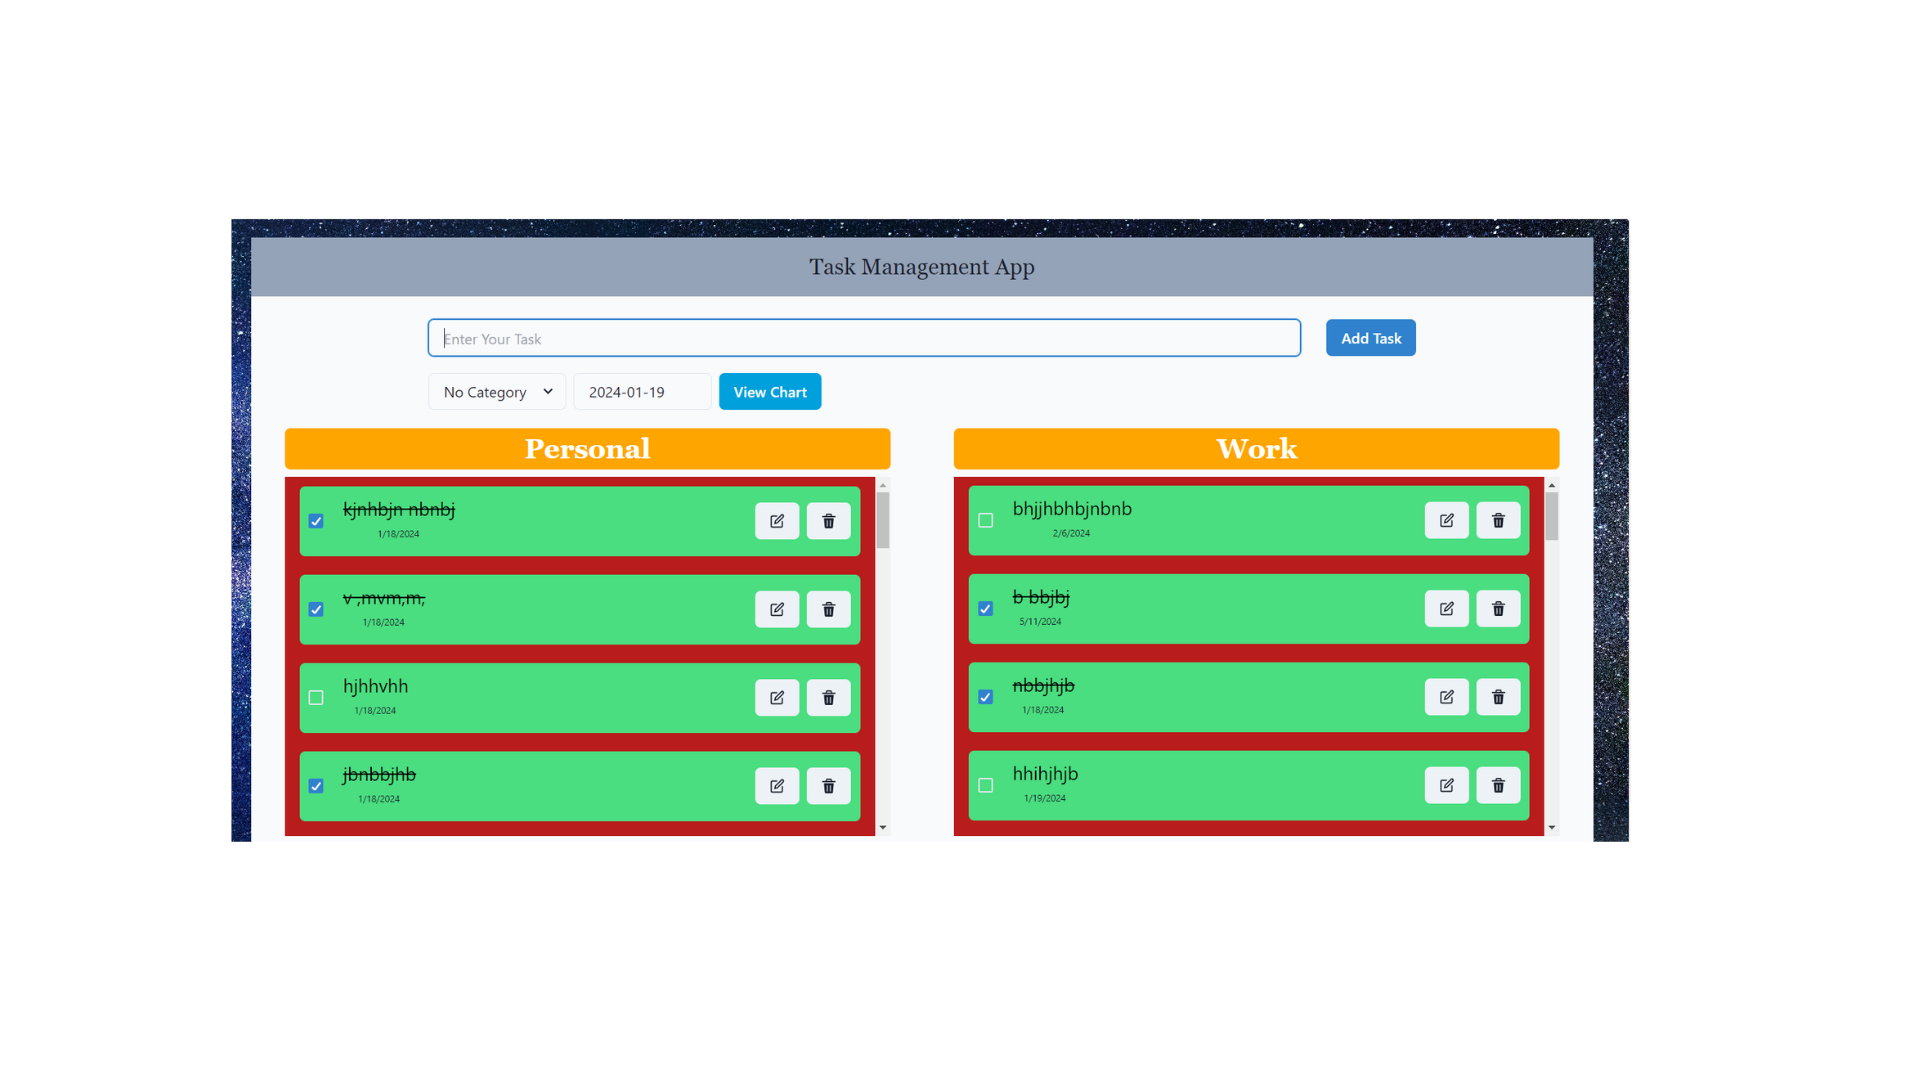 Task Management App
Enter Your Task
Add Task
No Category
2024-01-19
View Chart
Personal
kjnhbjn nbnbj
1/18/2024
v ,mvm,m,
1/18/2024
hjhhvhh
1/18/2024
jbnbbjhb
1/18/2024
Work
bhjjhbhbjnbnb
2/6/2024
b bbjbj
5/11/2024
nbbjhjb
1/18/2024
hhihjhjb
1/19/2024